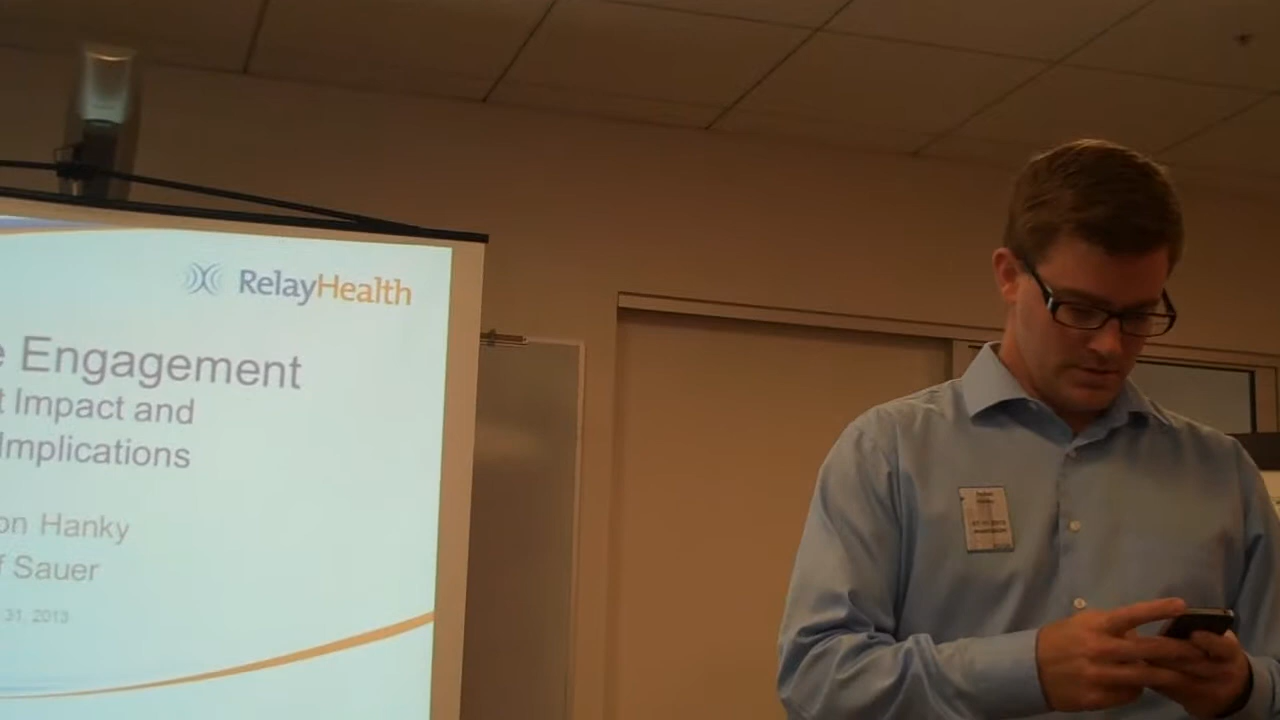 RelayHealth
e Engagement
t Impact and
Implications
on Hanky
f Sauer
31, 2013